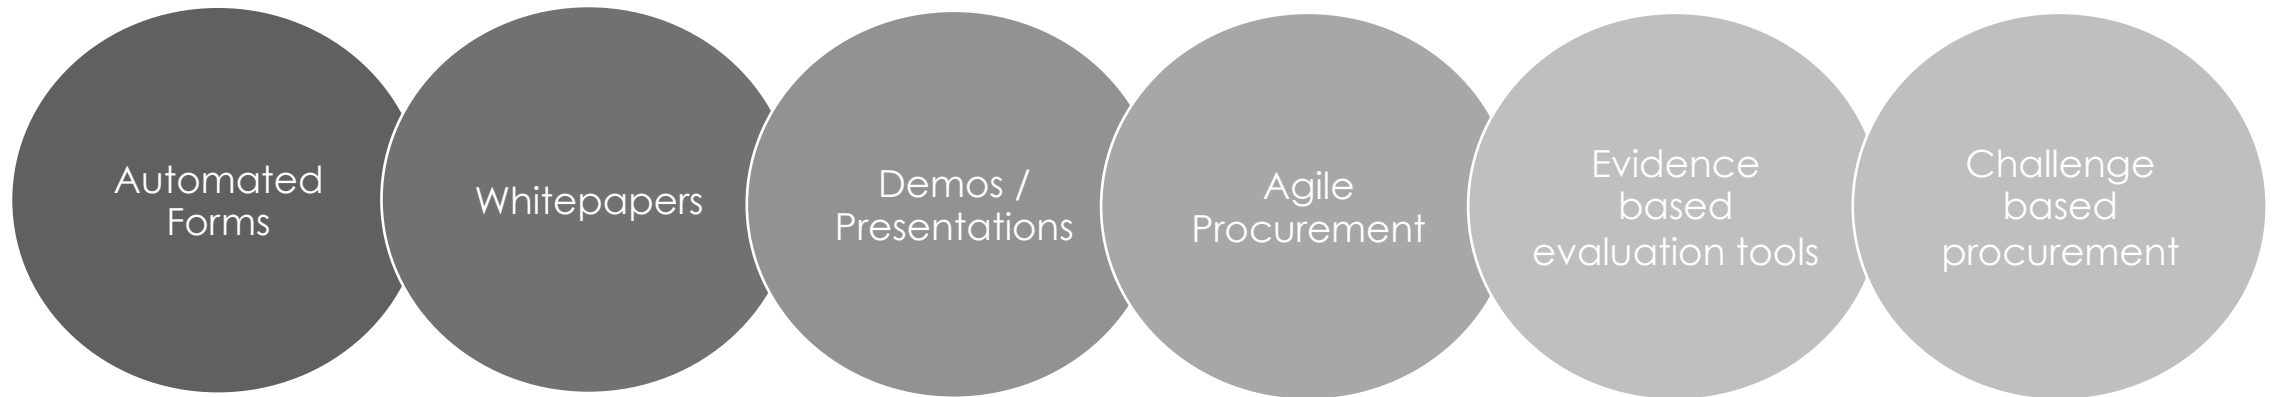 Automated
Forms
Whitepapers
Demos /
Presentations
Agile
Procurement
Evidence
based
evaluation tools
Challenge
based
procurement